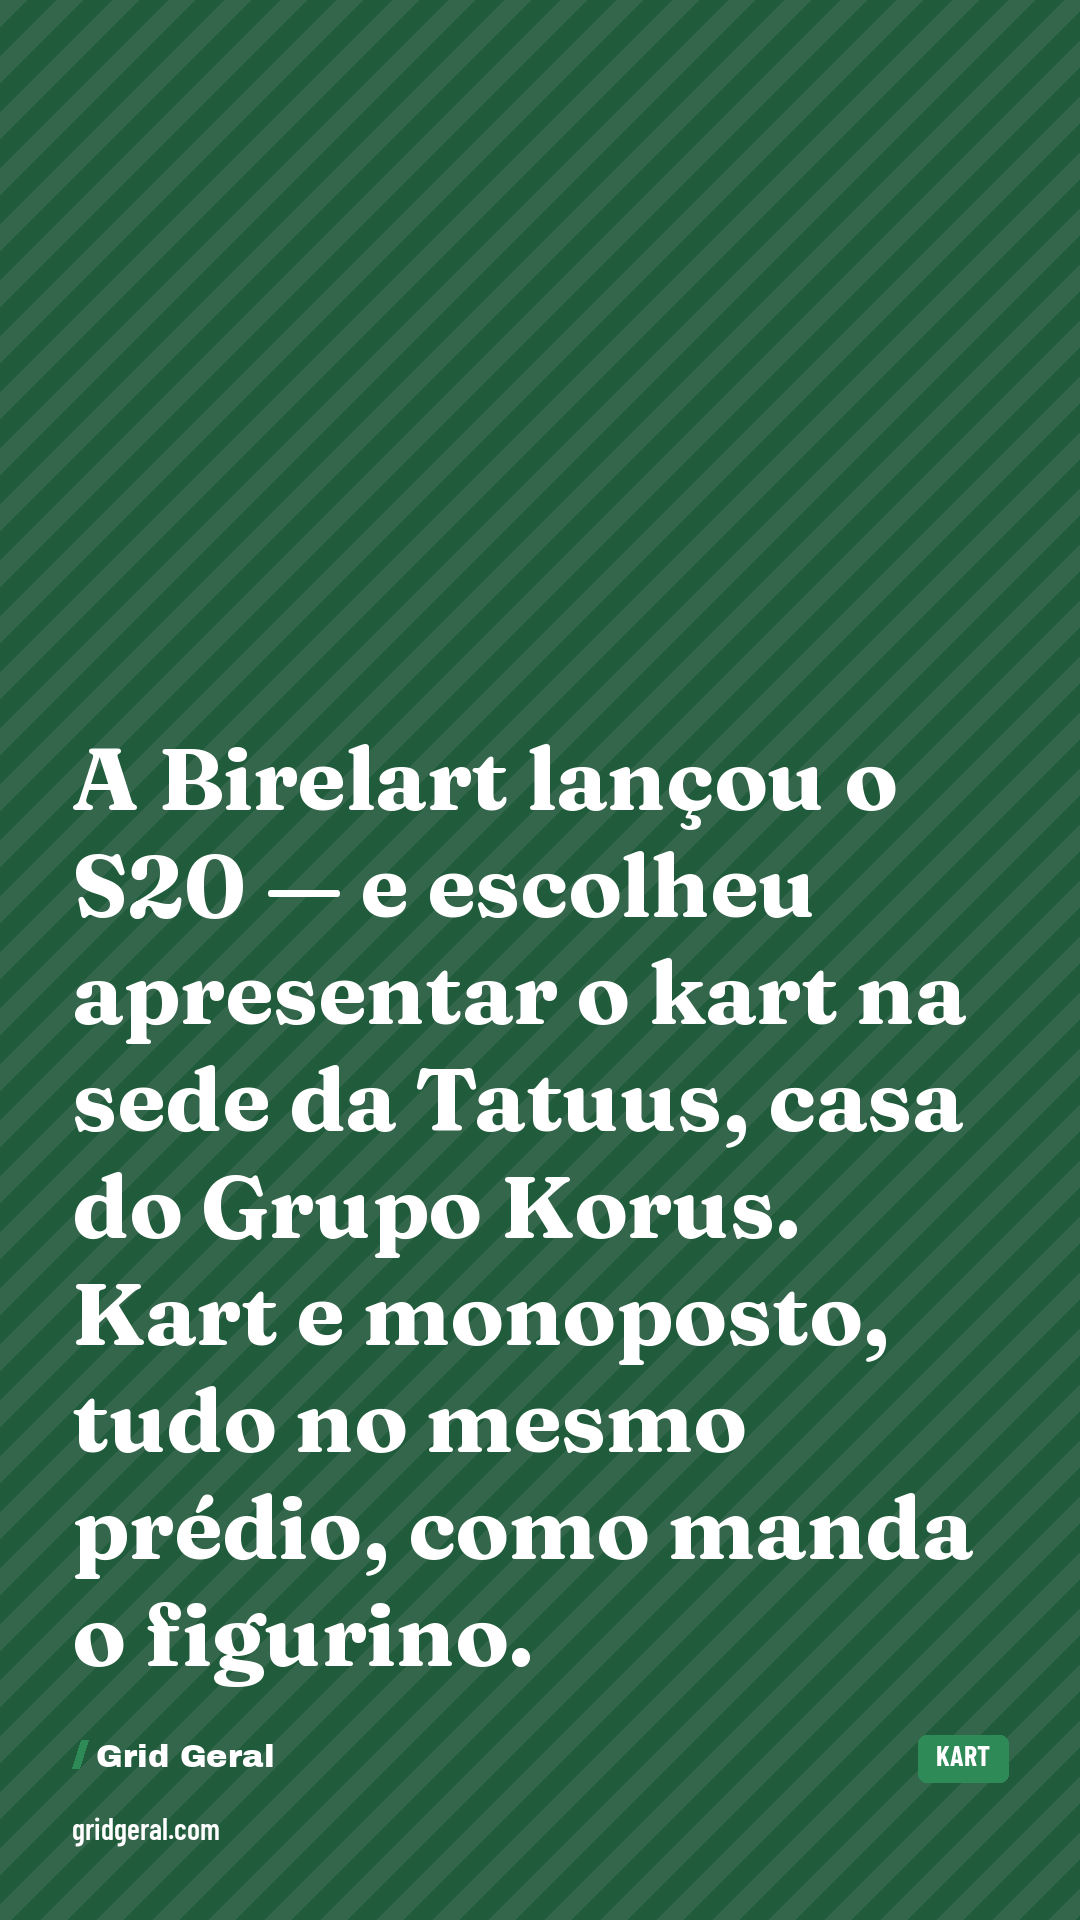 A Birelart lançou o
S20 — e escolheu
apresentar o kart na
sede da Tatuus, casa
do Grupo Korus.
Kart e monoposto,
tudo no mesmo
prédio, como manda
o figurino.
/ Grid Geral
KART
gridgeral.com